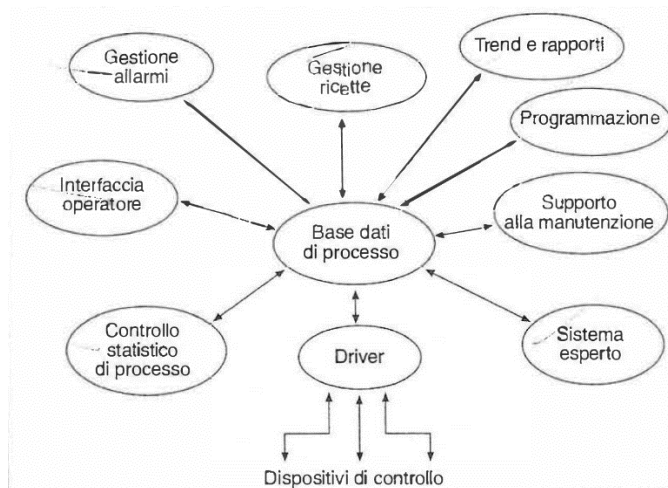 Gestione
allarmi
Gestione
ricette
Trend e rapporti
Programmazione
Interfaccia
operatore
Supporto
alla manutenzione
Base dati
di processo
Controllo
statistico
di processo
Driver
Sistema
esperto
Dispositivi di controllo